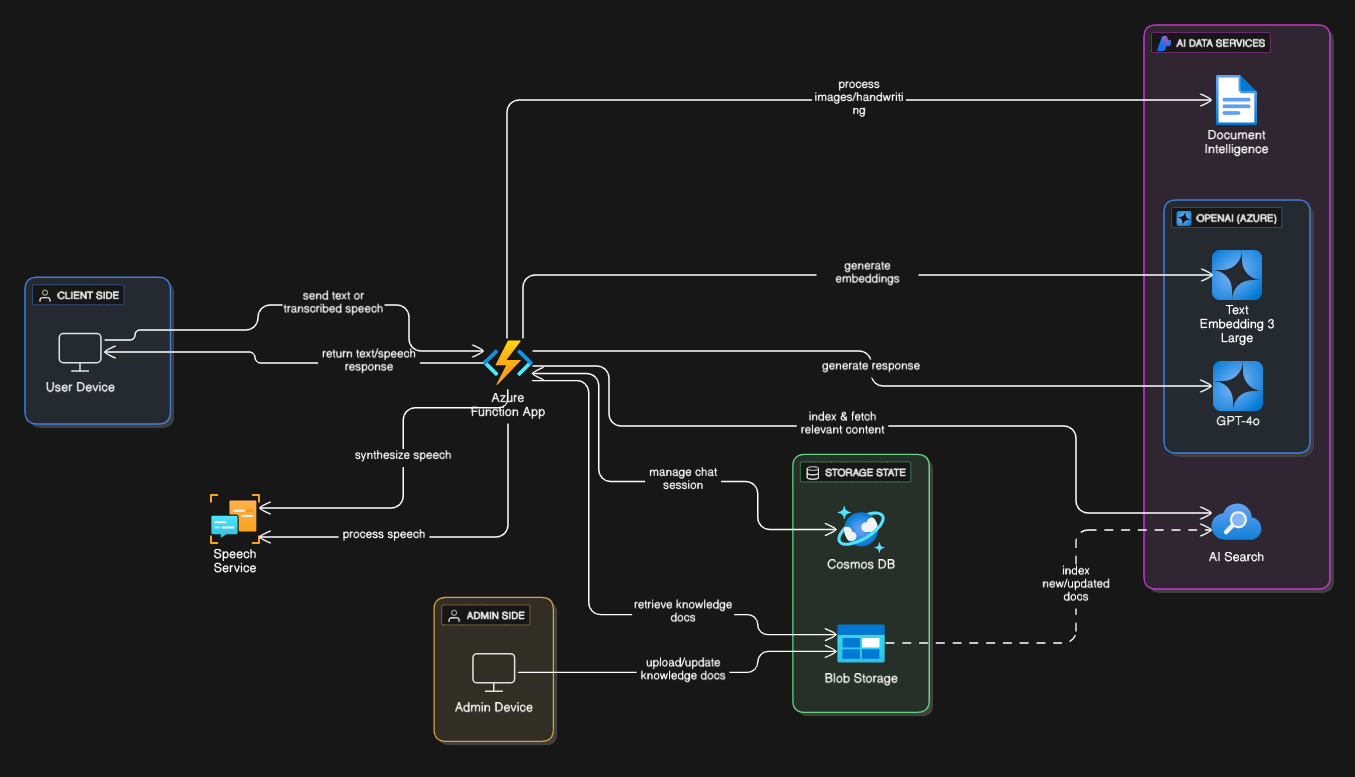 AI DATA SERVICES
process
images/handwriti
ng
Document
Intelligence
OPENAI (AZURE)
generate
embeddings
Text
Embedding 3
Large
CLIENT SIDE
send text or
transcribed speech
User Device
return text/speech
response
Azure
Function App
generate response
GPT-4o
index & fetch
relevant content
synthesize speech
manage chat
session
STORAGE STATE
Cosmos DB
AI Search
process speech
Speech
Service
index
new/updated
docs
ADMIN SIDE
retrieve knowledge
docs
upload/update
knowledge docs
Blob Storage
Admin Device